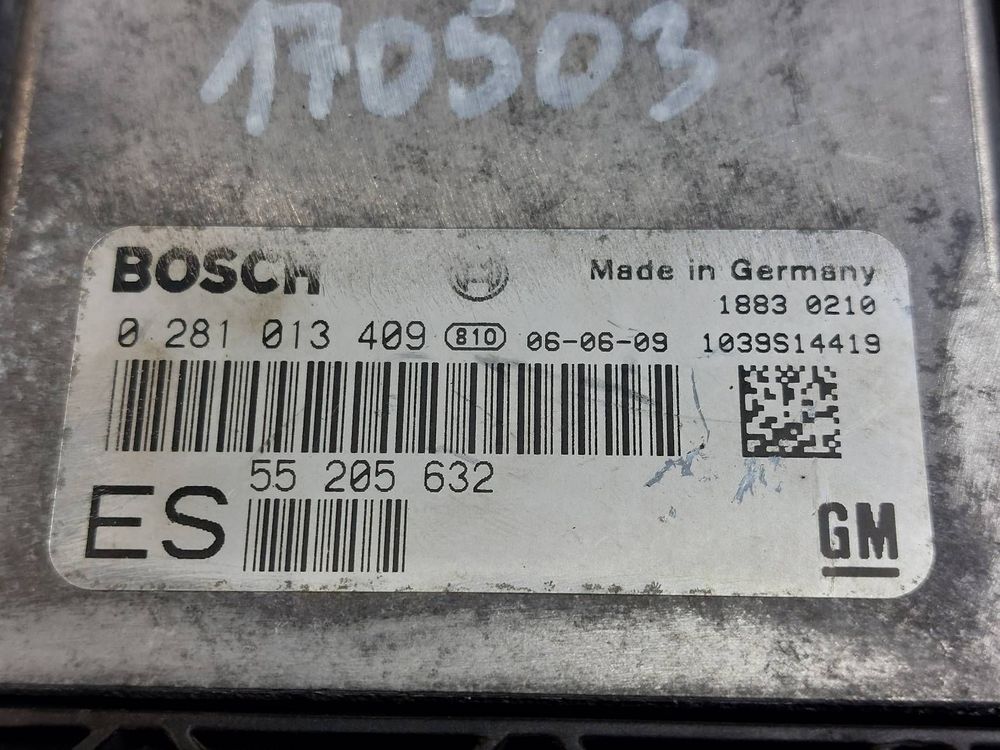 170503
BOSCH
Made in Germany
1883 0210
0 281 013 409 810 06-06-09 1039S14419
55 205 632
ES
GM